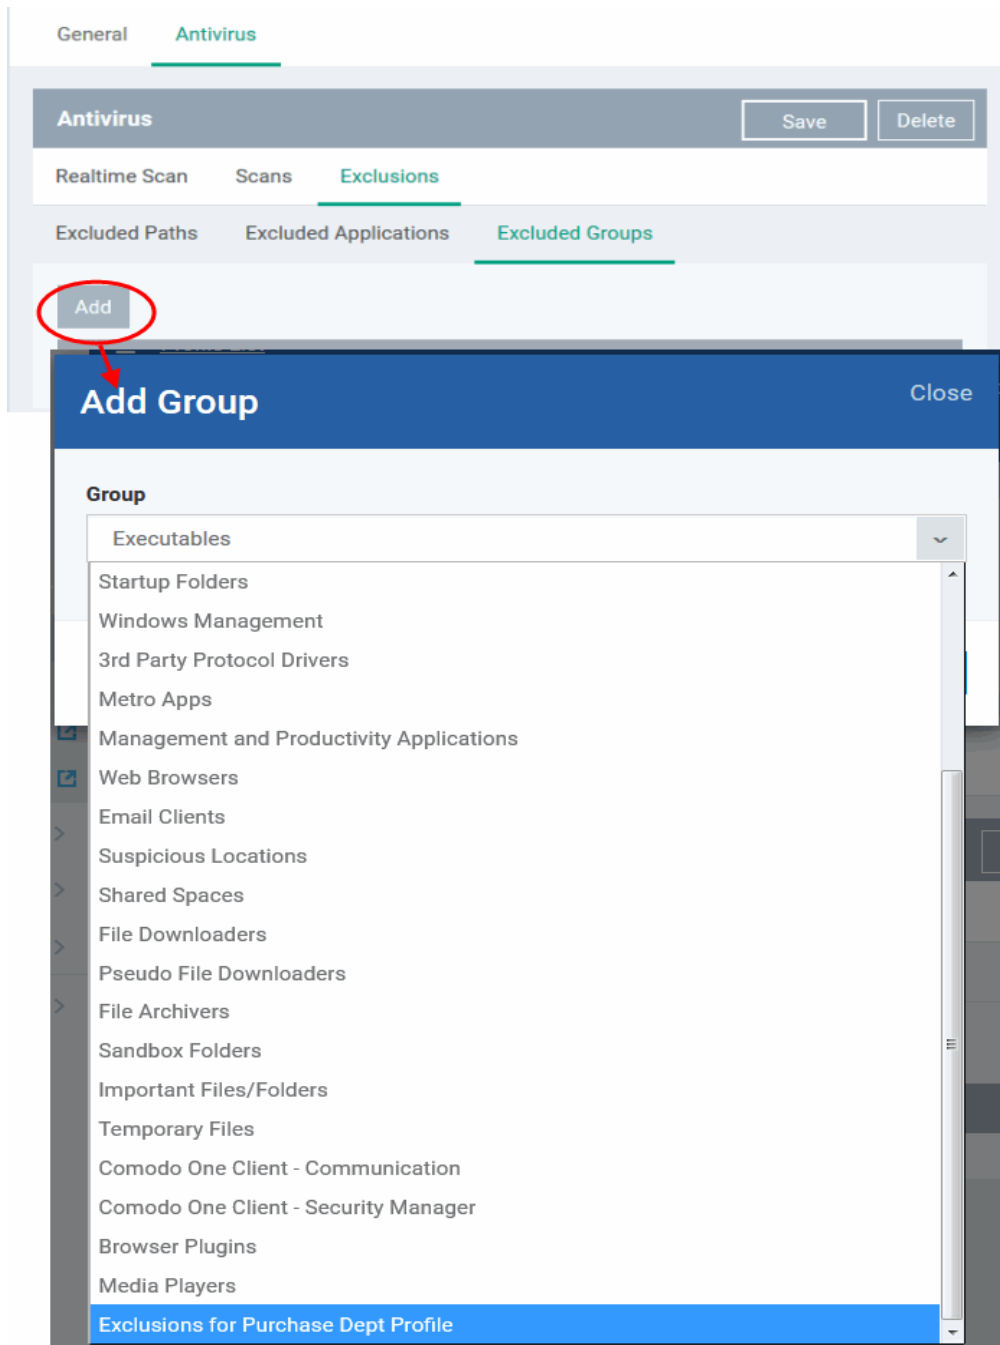 General Antivirus
Antivirus Save Delete
Realtime Scan Scans Exclusions
Excluded Paths Excluded Applications Excluded Groups
Add
Add Group Close
Group
Executables
Startup Folders
Windows Management
3rd Party Protocol Drivers
Metro Apps
Management and Productivity Applications
Web Browsers
Email Clients
Suspicious Locations
Shared Spaces
File Downloaders
Pseudo File Downloaders
File Archivers
Sandbox Folders
Important Files/Folders
Temporary Files
Comodo One Client - Communication
Comodo One Client - Security Manager
Browser Plugins
Media Players
Exclusions for Purchase Dept Profile